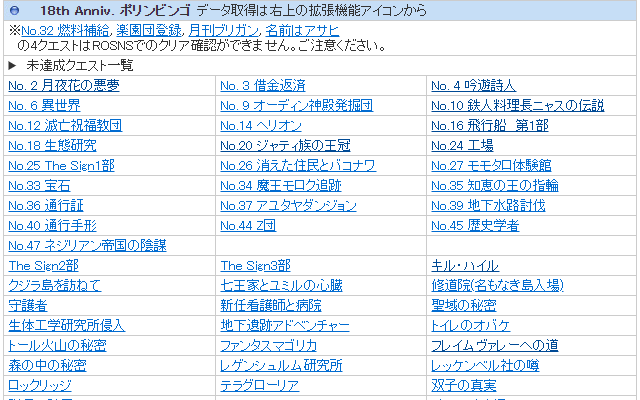 18th Anniv. ポリンビンゴ データ取得は右上の拡張機能アイコンから
※No.32 燃料補給, 楽園団登録, 月刊ブリガン, 名前はアサヒ
の4クエストはROSNSでのクリア確認ができません。ご注意ください。
▶ 未達成クエスト一覧
No. 2 月夜花の悪夢 No. 3 借金返済 No. 4 吟遊詩人
No. 6 異世界 No. 9 オーディン神殿発掘団 No.10 鉄人料理長ニャスの伝説
No.12 滅亡祝福教団 No.14 ヘリオン No.16 飛行船　第1部
No.18 生態研究 No.20 ジャティ族の王冠 No.24 工場
No.25 The Sign1部 No.26 消えた住民とバコナワ No.27 モモタロ体験館
No.33 宝石 No.34 魔王モロク追跡 No.35 知恵の王の指輪
No.36 通行証 No.37 アユタヤダンジョン No.39 地下水路討伐
No.40 通行手形 No.44 Z団 No.45 歴史学者
No.47 ネジリアン帝国の陰謀
The Sign2部 The Sign3部 キル・ハイル
クジラ島を訪ねて 七王家とユミルの心臓 修道院(名もなき島入場)
守護者 新任看護師と病院 聖域の秘密
生体工学研究所侵入 地下遺跡アドベンチャー トイレのオバケ
トール火山の秘密 ファンタスマゴリカ フレイムヴァレーへの道
森の中の秘密 レゲンシュルム研究所 レッケンベル社の噂
ロックリッジ テラグローリア 双子の真実